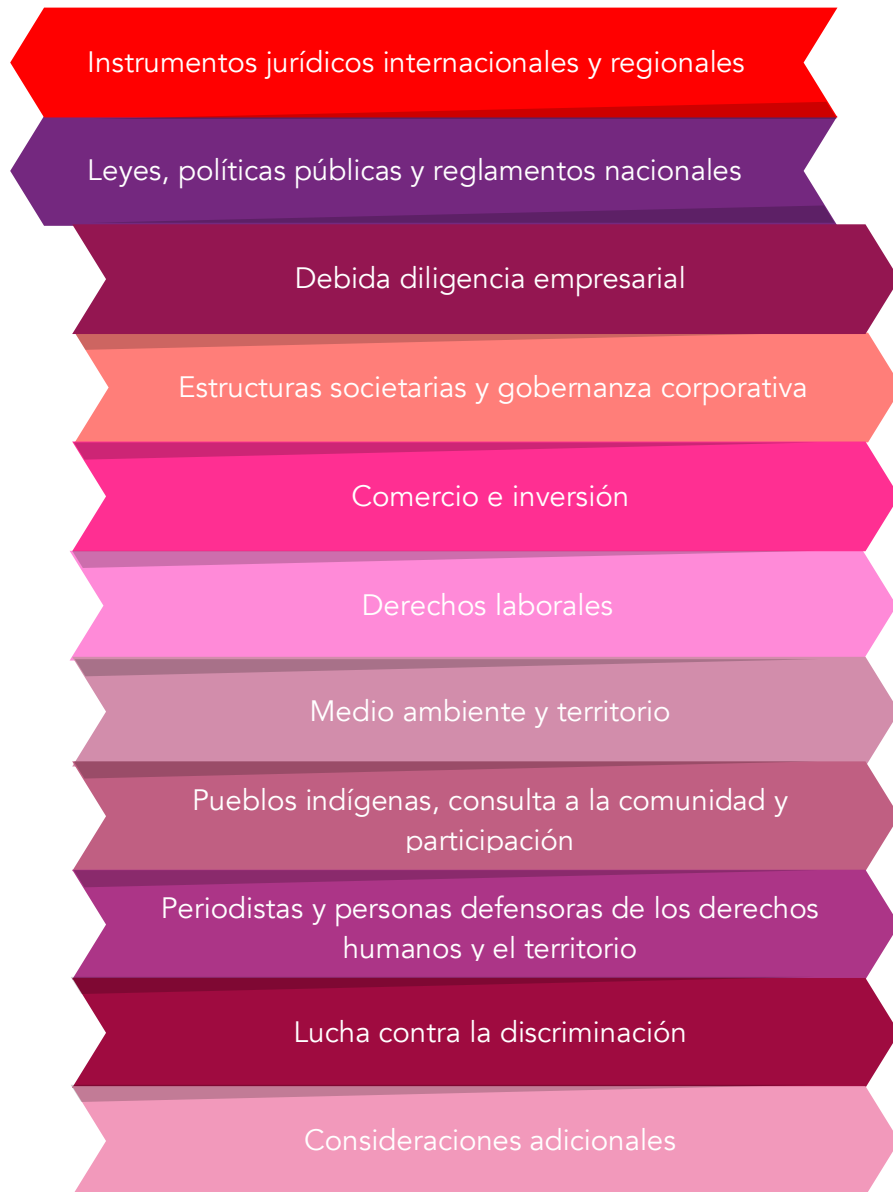 Instrumentos jurídicos internacionales y regionales
Leyes, políticas públicas y reglamentos nacionales
Debida diligencia empresarial
Estructuras societarias y gobernanza corporativa
Comercio e inversión
Derechos laborales
Medio ambiente y territorio
Pueblos indígenas, consulta a la comunidad y
participación
Periodistas y personas defensoras de los derechos
humanos y el territorio
Lucha contra la discriminación
Consideraciones adicionales